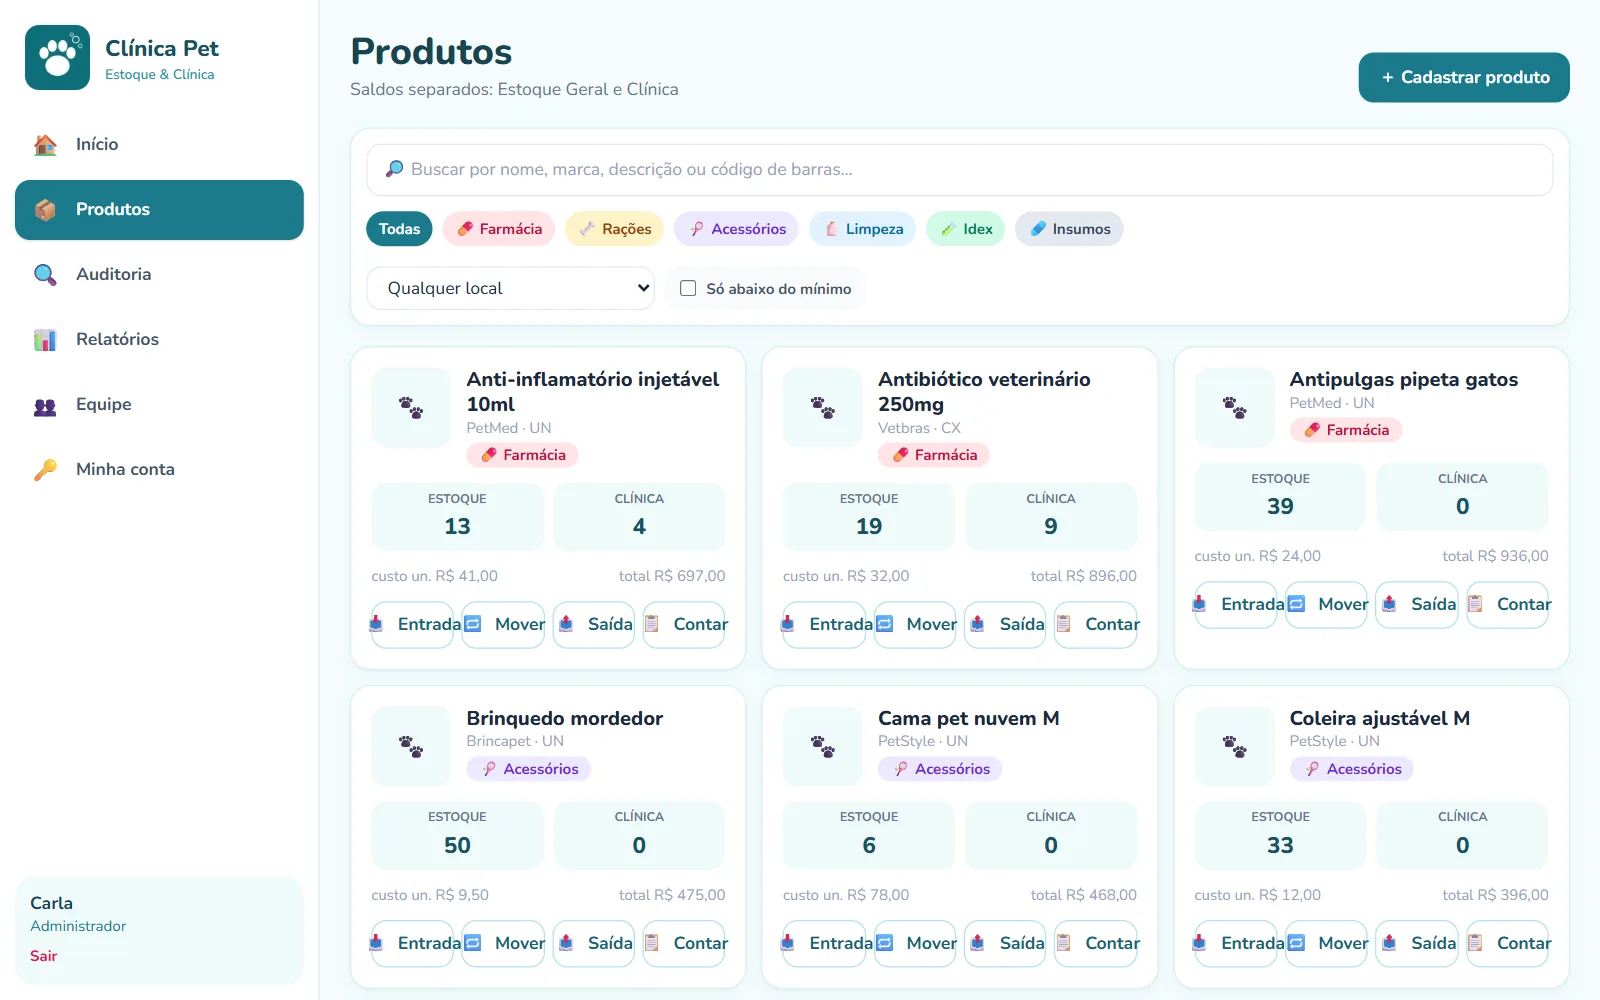 Clínica Pet
Estoque & Clínica
Início
Produtos
Auditoria
Relatórios
Equipe
Minha conta
Carla
Administrador
Sair
Produtos
Saldos separados: Estoque Geral e Clínica
+ Cadastrar produto
Buscar por nome, marca, descrição ou código de barras...
Todas Farmácia Rações Acessórios Limpeza Idex Insumos
Qualquer local Só abaixo do mínimo
Anti-inflamatório injetável
10ml
PetMed · UN
Farmácia
ESTOQUE CLÍNICA
13 4
custo un. R$ 41,00 total R$ 697,00
Entrada Mover Saída Contar
Antibiótico veterinário
250mg
Vetbras · CX
Farmácia
ESTOQUE CLÍNICA
19 9
custo un. R$ 32,00 total R$ 896,00
Entrada Mover Saída Contar
Antipulgas pipeta gatos
PetMed · UN
Farmácia
ESTOQUE CLÍNICA
39 0
custo un. R$ 24,00 total R$ 936,00
Entrada Mover Saída Contar
Brinquedo mordedor
Brincapet · UN
Acessórios
ESTOQUE CLÍNICA
50 0
custo un. R$ 9,50 total R$ 475,00
Entrada Mover Saída Contar
Cama pet nuvem M
PetStyle · UN
Acessórios
ESTOQUE CLÍNICA
6 0
custo un. R$ 78,00 total R$ 468,00
Entrada Mover Saída Contar
Coleira ajustável M
PetStyle · UN
Acessórios
ESTOQUE CLÍNICA
33 0
custo un. R$ 12,00 total R$ 396,00
Entrada Mover Saída Contar